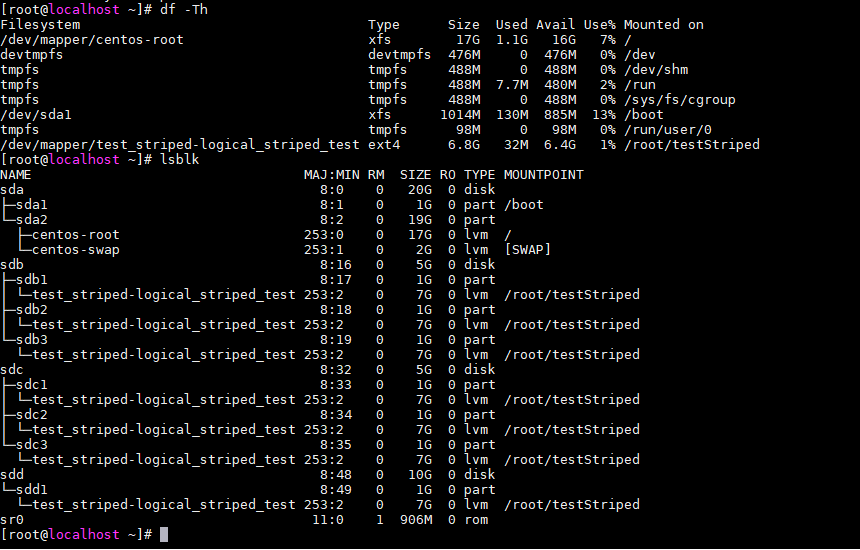 [root@localhost ~]# df -Th
Filesystem                                   Type      Size  Used Avail Use% Mounted on
/dev/mapper/centos-root                      xfs        17G  1.1G   16G   7% /
devtmpfs                                     devtmpfs  476M     0  476M   0% /dev
tmpfs                                        tmpfs     488M     0  488M   0% /dev/shm
tmpfs                                        tmpfs     488M  7.7M  480M   2% /run
tmpfs                                        tmpfs     488M     0  488M   0% /sys/fs/cgroup
/dev/sda1                                    xfs      1014M  130M  885M  13% /boot
tmpfs                                        tmpfs      98M     0   98M   0% /run/user/0
/dev/mapper/test_striped-logical_striped_test ext4      6.8G   32M  6.4G   1% /root/testStriped
[root@localhost ~]# lsblk
NAME                                  MAJ:MIN RM  SIZE RO TYPE MOUNTPOINT
sda                                     8:0    0   20G  0 disk
├─sda1                                  8:1    0    1G  0 part /boot
└─sda2                                  8:2    0   19G  0 part
  ├─centos-root                       253:0    0   17G  0 lvm  /
  └─centos-swap                       253:1    0    2G  0 lvm  [SWAP]
sdb                                     8:16   0    5G  0 disk
├─sdb1                                  8:17   0    1G  0 part
│ └─test_striped-logical_striped_test 253:2    0    7G  0 lvm  /root/testStriped
├─sdb2                                  8:18   0    1G  0 part
│ └─test_striped-logical_striped_test 253:2    0    7G  0 lvm  /root/testStriped
└─sdb3                                  8:19   0    1G  0 part
  └─test_striped-logical_striped_test 253:2    0    7G  0 lvm  /root/testStriped
sdc                                     8:32   0    5G  0 disk
├─sdc1                                  8:33   0    1G  0 part
│ └─test_striped-logical_striped_test 253:2    0    7G  0 lvm  /root/testStriped
├─sdc2                                  8:34   0    1G  0 part
│ └─test_striped-logical_striped_test 253:2    0    7G  0 lvm  /root/testStriped
└─sdc3                                  8:35   0    1G  0 part
  └─test_striped-logical_striped_test 253:2    0    7G  0 lvm  /root/testStriped
sdd                                     8:48   0   10G  0 disk
└─sdd1                                  8:49   0    1G  0 part
  └─test_striped-logical_striped_test 253:2    0    7G  0 lvm  /root/testStriped
sr0                                    11:0    1  906M  0 rom
[root@localhost ~]#